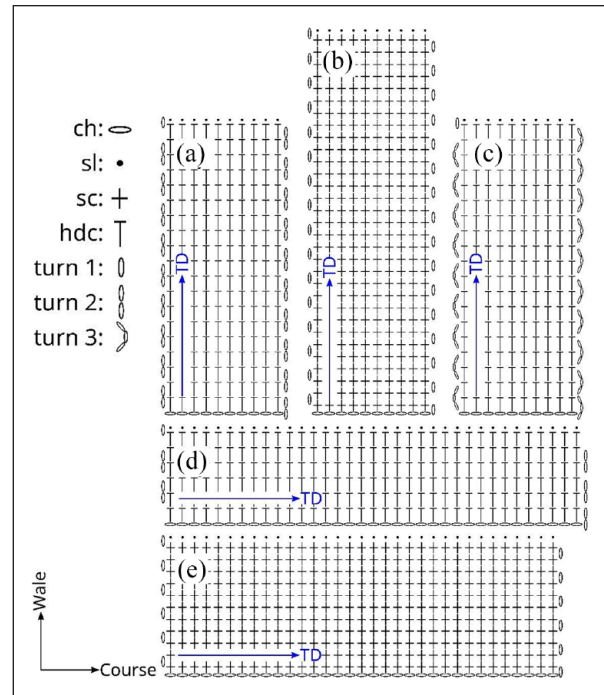 (b)
ch:
(a)
(c)
sl:
sc:
hdc:
turn 1:
TD
TD
TD
turn 2:
turn 3:
(d)
TD
(e)
Wale
TD
Course